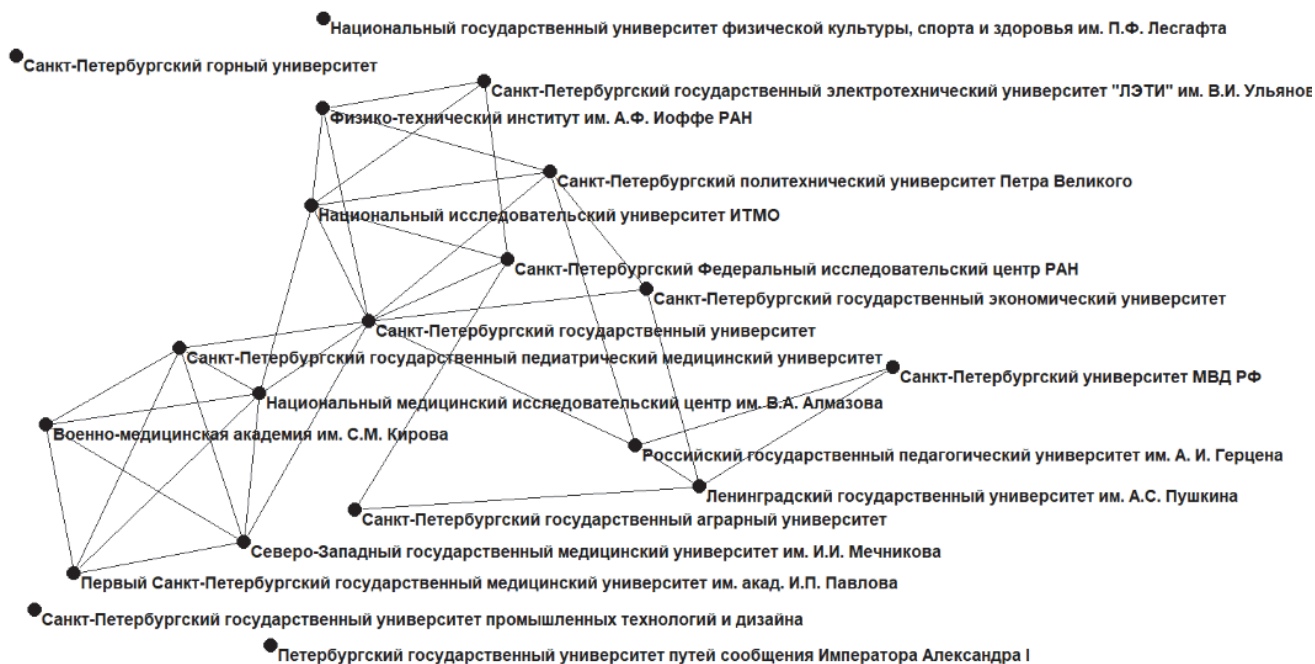 Национальный государственный университет физической культуры, спорта и здоровья им. П.Ф. Лесгафта
Санкт-Петербургский горный университет
Санкт-Петербургский государственный электротехнический университет "ЛЭТИ" им. В.И. Ульянов
Физико-технический институт им. А.Ф. Иоффе РАН
Санкт-Петербургский политехнический университет Петра Великого
Национальный исследовательский университет ИТМО
Санкт-Петербургский Федеральный исследовательский центр РАН
Санкт-Петербургский государственный экономический университет
Санкт-Петербургский государственный университет
Санкт-Петербургский государственный педиатрический медицинский университет
Санкт-Петербургский университет МВД РФ
Национальный медицинский исследовательский центр им. В.А. Алмазова
Военно-медицинская академия им. С.М. Кирова
Российский государственный педагогический университет им. А. И. Герцена
Ленинградский государственный университет им. А.С. Пушкина
Санкт-Петербургский государственный аграрный университет
Северо-Западный государственный медицинский университет им. И.И. Мечникова
Первый Санкт-Петербургский государственный медицинский университет им. акад. И.П. Павлова
Санкт-Петербургский государственный университет промышленных технологий и дизайна
Петербургский государственный университет путей сообщения Императора Александра I